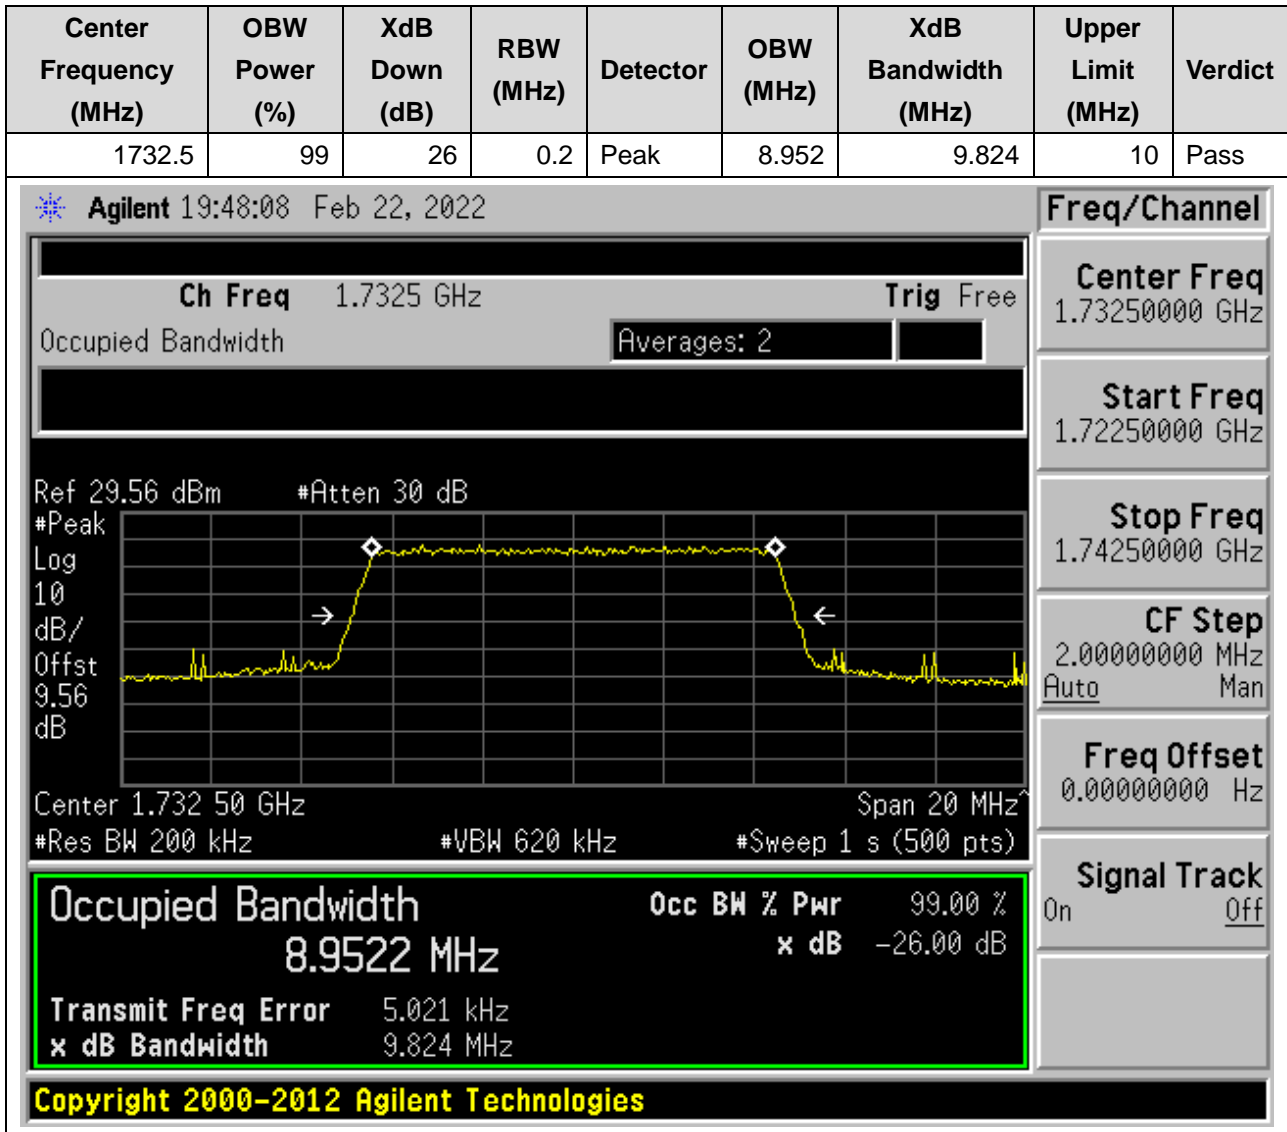 Center Frequency (MHz) OBW Power (%) XdB Down (dB) RBW (MHz) Detector OBW (MHz) XdB Bandwidth (MHz) Upper Limit (MHz) Verdict
1732.5 99 26 0.2 Peak 8.952 9.824 10 Pass
Agilent 19:48:08 Feb 22, 2022
Freq/Channel
Ch Freq 1.7325 GHz Trig Free
Occupied Bandwidth Averages: 2
Center Freq
1.73250000 GHz
Start Freq
1.72250000 GHz
Stop Freq
1.74250000 GHz
CF Step
2.00000000 MHz
Auto Man
Freq Offset
0.00000000 Hz
Signal Track
On Off
Ref 29.56 dBm #Atten 30 dB
#Peak
Log
10
dB/
Offst
9.56
dB
Center 1.732 50 GHz Span 20 MHz^
#Res BW 200 kHz #VBW 620 kHz #Sweep 1 s (500 pts)
Occupied Bandwidth Occ BW % Pwr 99.00 %
8.9522 MHz x dB -26.00 dB
Transmit Freq Error 5.021 kHz
x dB Bandwidth 9.824 MHz
Copyright 2000-2012 Agilent Technologies